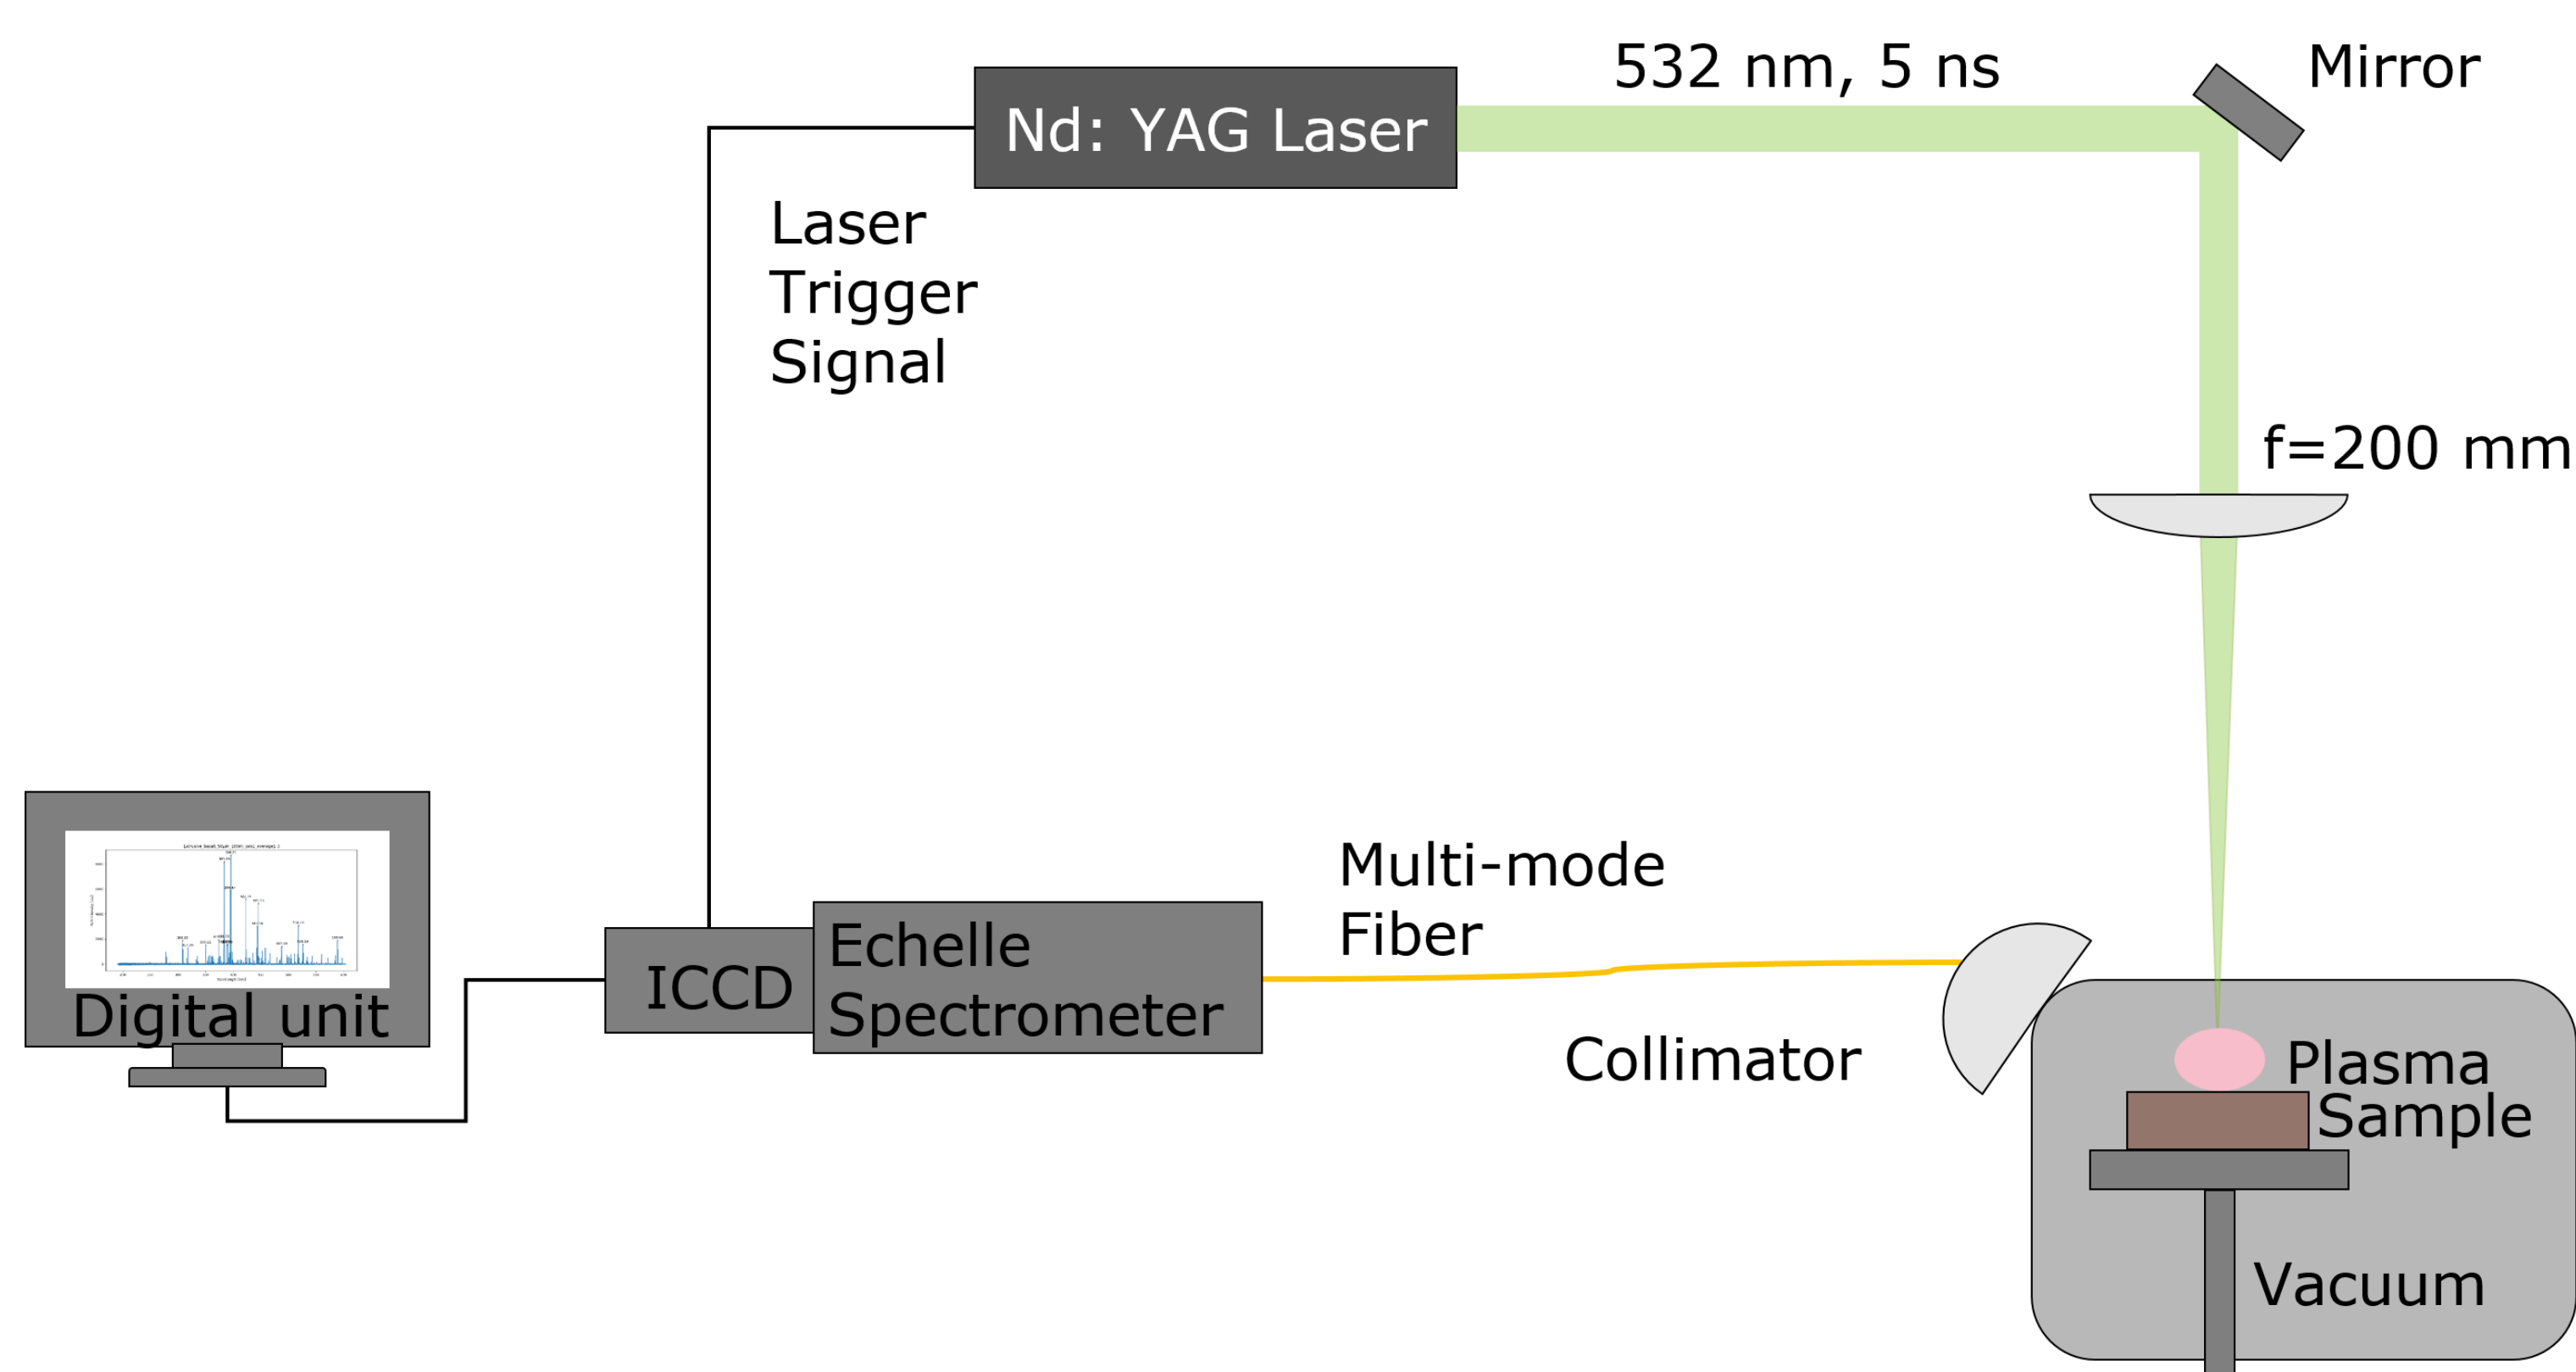 532 nm, 5 ns
Mirror
Nd: YAG Laser
Laser
Trigger
Signal
f=200 mm
Multi-mode
Fiber
Echelle
Spectrometer
ICCD
Digital unit
Collimator
Plasma
Sample
Vacuum